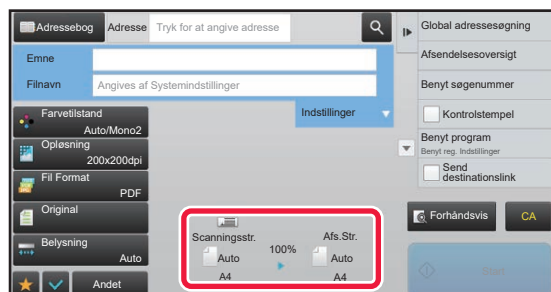 Adressebog
Adresse
Tryk for at angive adresse
Emne
Filnavn
Angives af Systemindstillinger
Indstillinger
Farvetilstand
Auto/Mono2
Opløsning
200x200dpi
Fil Format
PDF
Original
Belysning
Auto
Andet
Scanningsstr.
Auto
A4
100%
Afs.Str.
Auto
A4
Global adressesøgning
Afsendelsesoversigt
Benyt søgenummer
Kontrolstempel
Benyt program
Benyt reg. Indstillinger
Send
destinationslink
Forhåndsvis
CA
Start